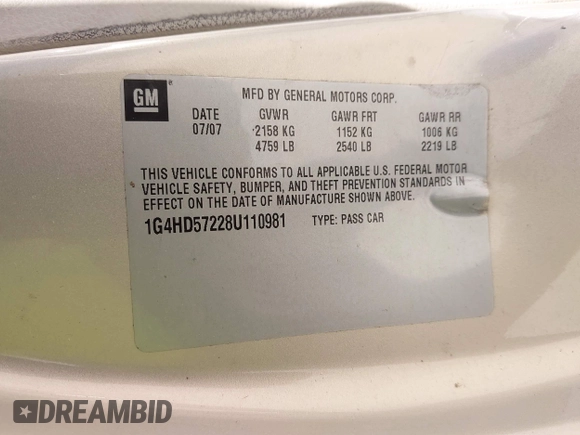 GM
MFD BY GENERAL MOTORS CORP.
DATE GVWR GAWR FRT GAWR RR
07/07 2158 KG 1152 KG 1006 KG
4759 LB 2540 LB 2219 LB
THIS VEHICLE CONFORMS TO ALL APPLICABLE U.S. FEDERAL MOTOR
VEHICLE SAFETY, BUMPER, AND THEFT PREVENTION STANDARDS IN
EFFECT ON THE DATE OF MANUFACTURE SHOWN ABOVE.
1G4HD57228U110981 TYPE: PASS CAR
DREAMBID